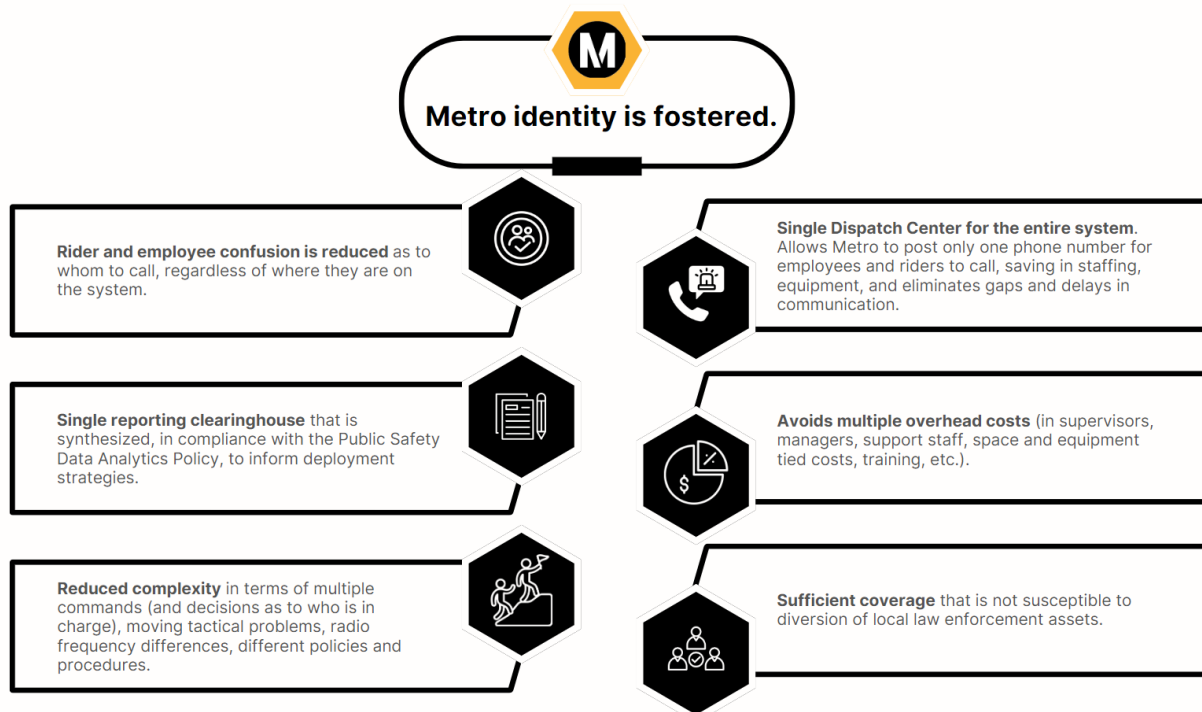 M
Metro identity is fostered.
Rider and employee confusion is reduced as to
whom to call, regardless of where they are on
the system.
Single reporting clearinghouse that is
synthesized, in compliance with the Public Safety
Data Analytics Policy, to inform deployment
strategies.
Reduced complexity in terms of multiple
commands (and decisions as to who is in
charge), moving tactical problems, radio
frequency differences, different policies and
procedures.
Single Dispatch Center for the entire system.
Allows Metro to post only one phone number for
employees and riders to call, saving in staffing,
equipment, and eliminates gaps and delays in
communication.
Avoids multiple overhead costs (in supervisors,
managers, support staff, space and equipment
tied costs, training, etc.).
%
$
Sufficient coverage that is not susceptible to
diversion of local law enforcement assets.